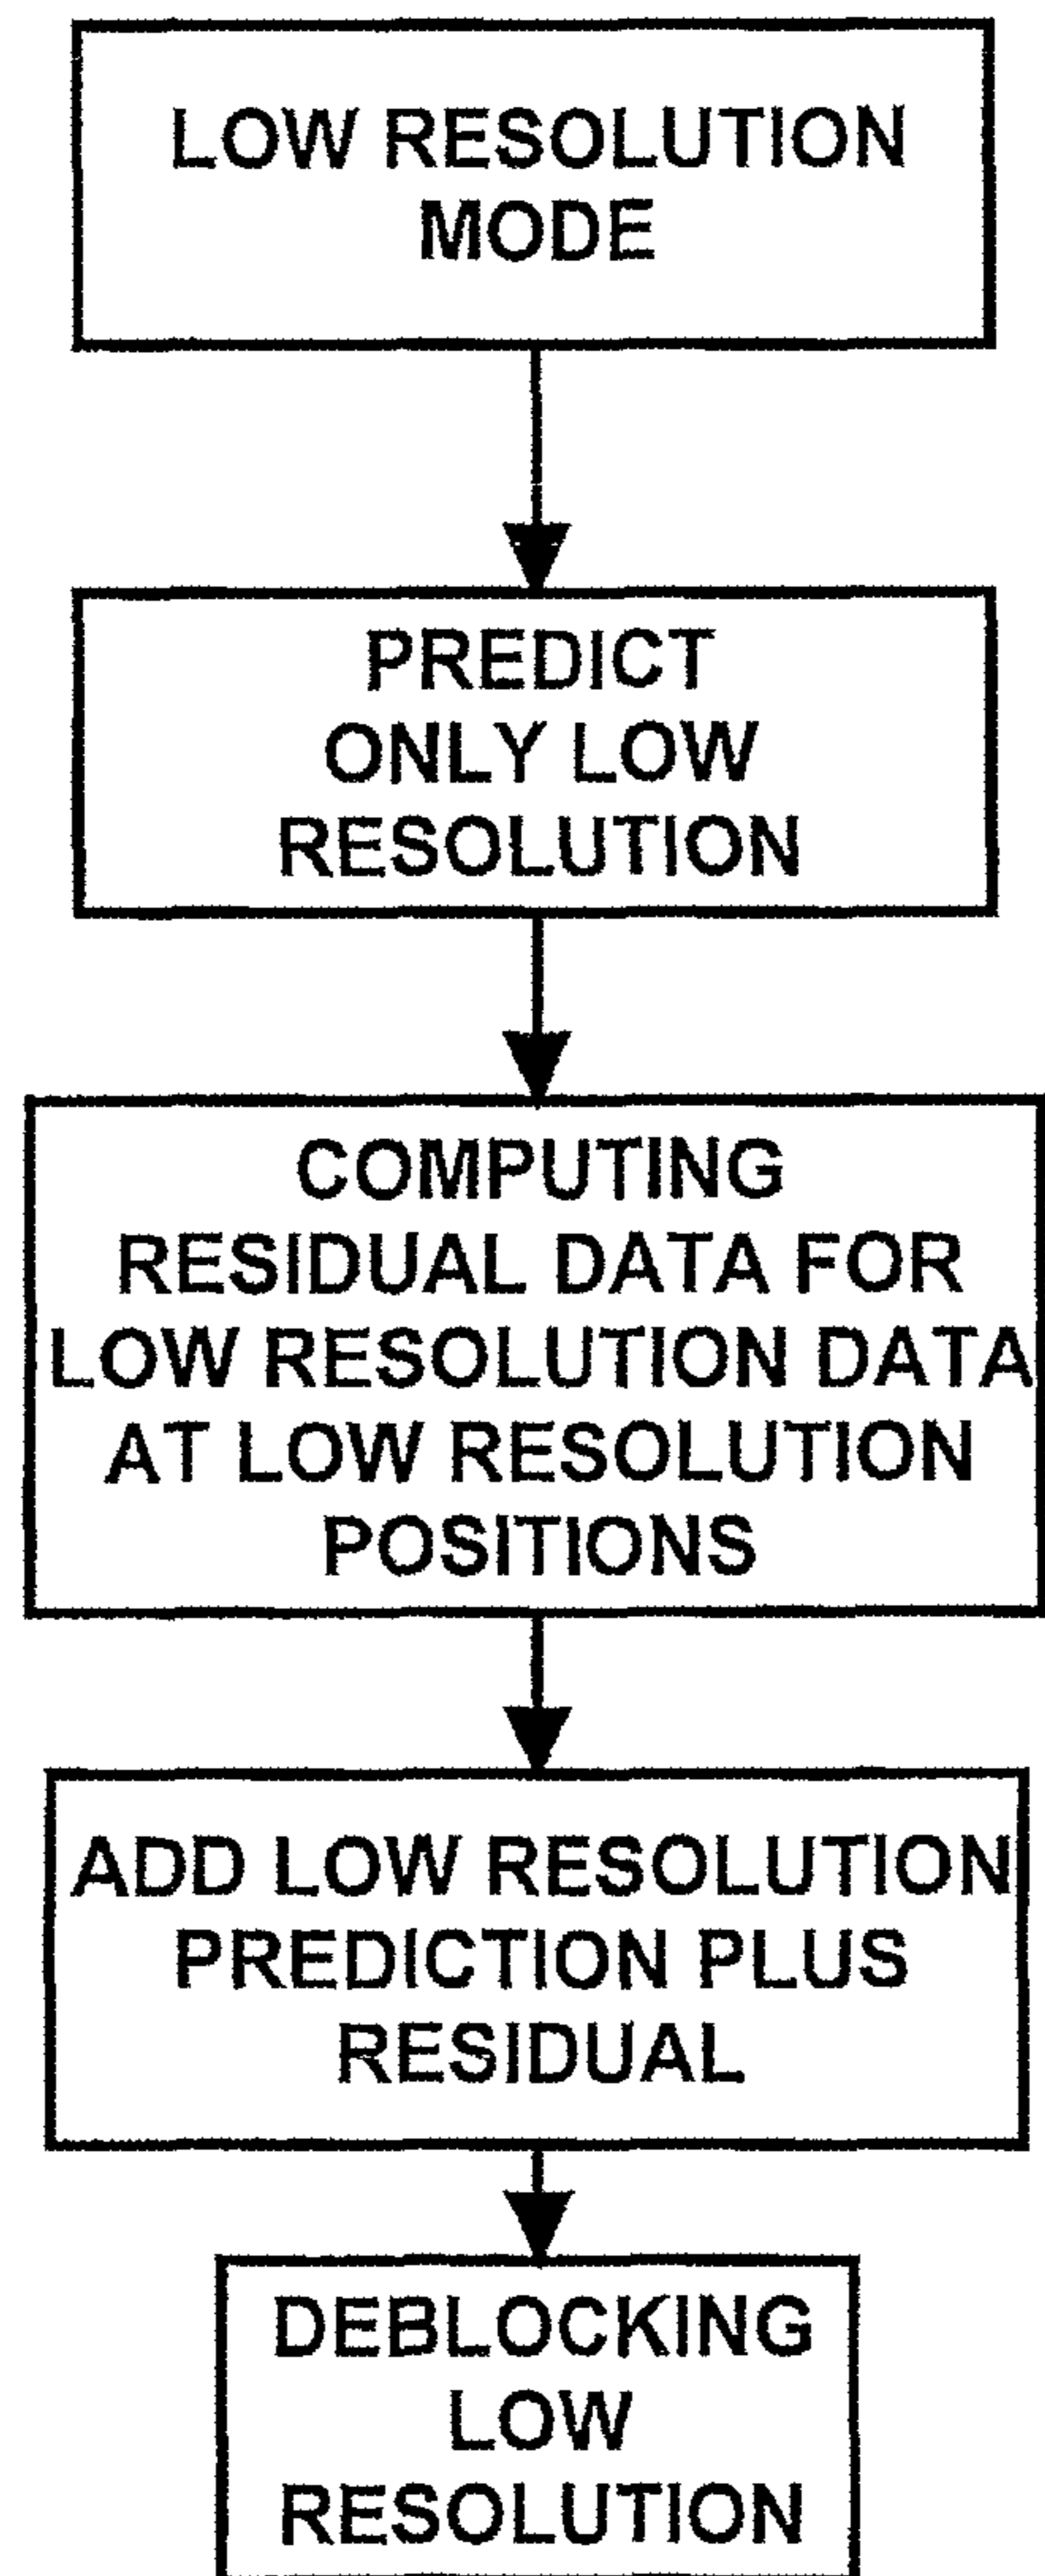 LOW RESOLUTION
MODE
PREDICT
ONLY LOW
RESOLUTION
COMPUTING
RESIDUAL DATA FOR
LOW RESOLUTION DATA
AT LOW RESOLUTION
POSITIONS
ADD LOW RESOLUTION
PREDICTION PLUS
RESIDUAL
DEBLOCKING
LOW
RESOLUTION